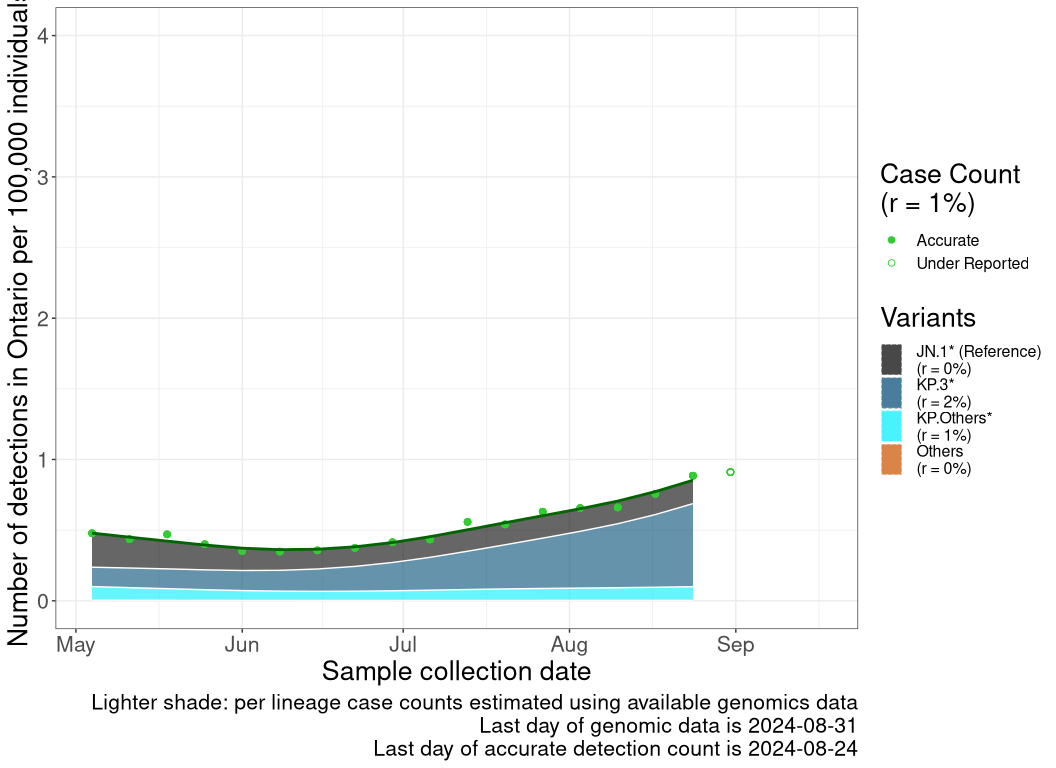 Number of detections in Ontario per 100,000 individuals
4
3
2
1
0
May
Jun
Jul
Aug
Sep
Sample collection date
Lighter shade: per lineage case counts estimated using available genomics data
Last day of genomic data is 2024-08-31
Last day of accurate detection count is 2024-08-24
Case Count
(r = 1%)
Accurate
Under Reported
Variants
JN.1* (Reference)
(r = 0%)
KP.3*
(r = 2%)
KP.Others*
(r = 1%)
Others
(r = 0%)